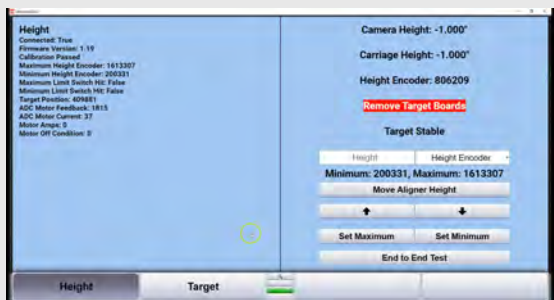 Height
Connected: True
Firmware Version: 1.19
Calibration Passed
Maximum Height Encoder: 1613307
Minimum Height Encoder: 200331
Maximum Limit Switch Hit: False
Minimum Limit Switch Hit: False
Target Position: 409881
ADC Motor Feedback: 1815
ADC Motor Current: 37
Motor Amps: 0
Motor Off Condition: 0
Camera Height: -1.000"
Carriage Height: -1.000"
Height Encoder: 806209
Remove Target Boards
Target Stable
Height Height Encoder
Minimum: 200331, Maximum: 1613307
Move Aligner Height
Set Maximum Set Minimum
End to End Test
Height Target